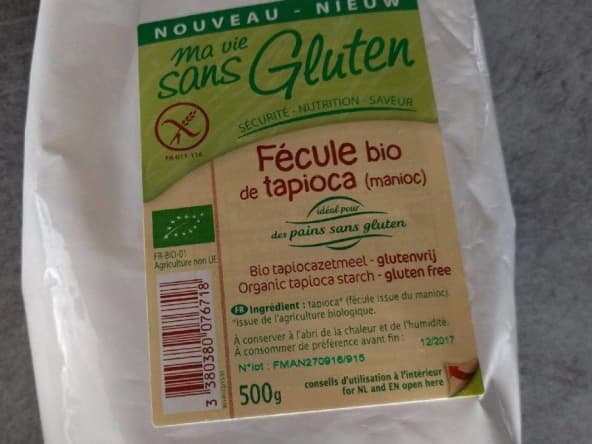 NOUVEAU - NIEUW
ma vie
sans Gluten
SÉCURITÉ - NUTRITION - SAVEUR
FR-011-116
Fécule bio
de tapioca (manioc)
idéal pour
des pains sans gluten
FR-BIO-01
Agriculture non UE
Bio tapiocazetmeel - glutenvrij
Organic tapioca starch - gluten free
FR Ingrédient : tapioca* (fécule issue du manioc).
*issue de l'agriculture biologique.
À conserver à l'abri de la chaleur et de l'humidité.
À consommer de préférence avant fin : 12/2017
N°lot : FMAN270916/915
3 380380 076718
500g
conseils d'utilisation à l'intérieur
for NL and EN open here